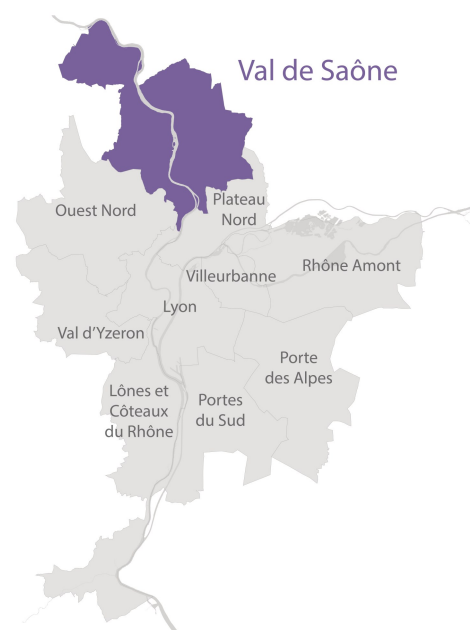 Val de Saône
Ouest Nord
Plateau
Nord
Villeurbanne
Rhône Amont
Lyon
Val d'Yzeron
Porte
des Alpes
Lônes et
Côteaux
du Rhône
Portes
du Sud